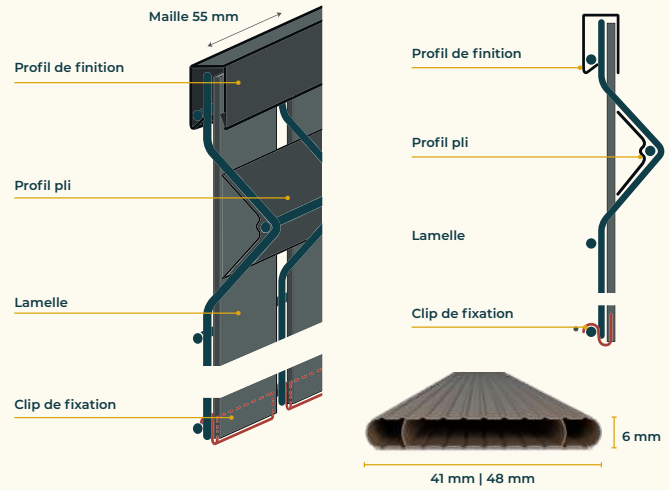 Maille 55 mm
Profil de finition
Profil pli
Lamelle
Clip de fixation
Profil de finition
Profil pli
Lamelle
Clip de fixation
6 mm
41 mm | 48 mm